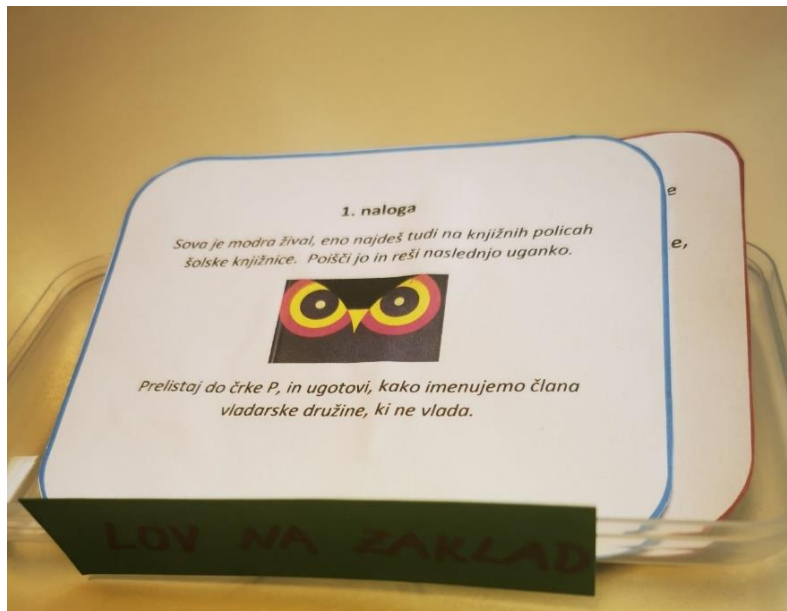 1. naloga
Sova je modra žival, eno najdeš tudi na knjižnih policah
šolske knjižnice. Poišči jo in reši naslednjo uganko.
Prelistaj do črke P, in ugotovi, kako imenujemo člana
vladarske družine, ki ne vlada.
e
e,
LOV NA ZAKLAD